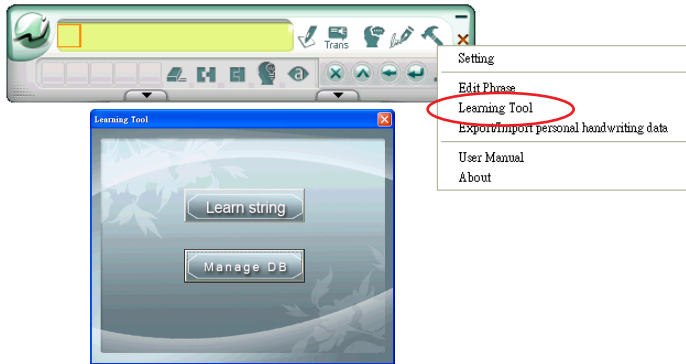 Trans
a
Setting
Edit Phrase
Learning Tool
Export/Import personal handwriting data
User Manual
About
Learning Tool
Learn string
Manage DB